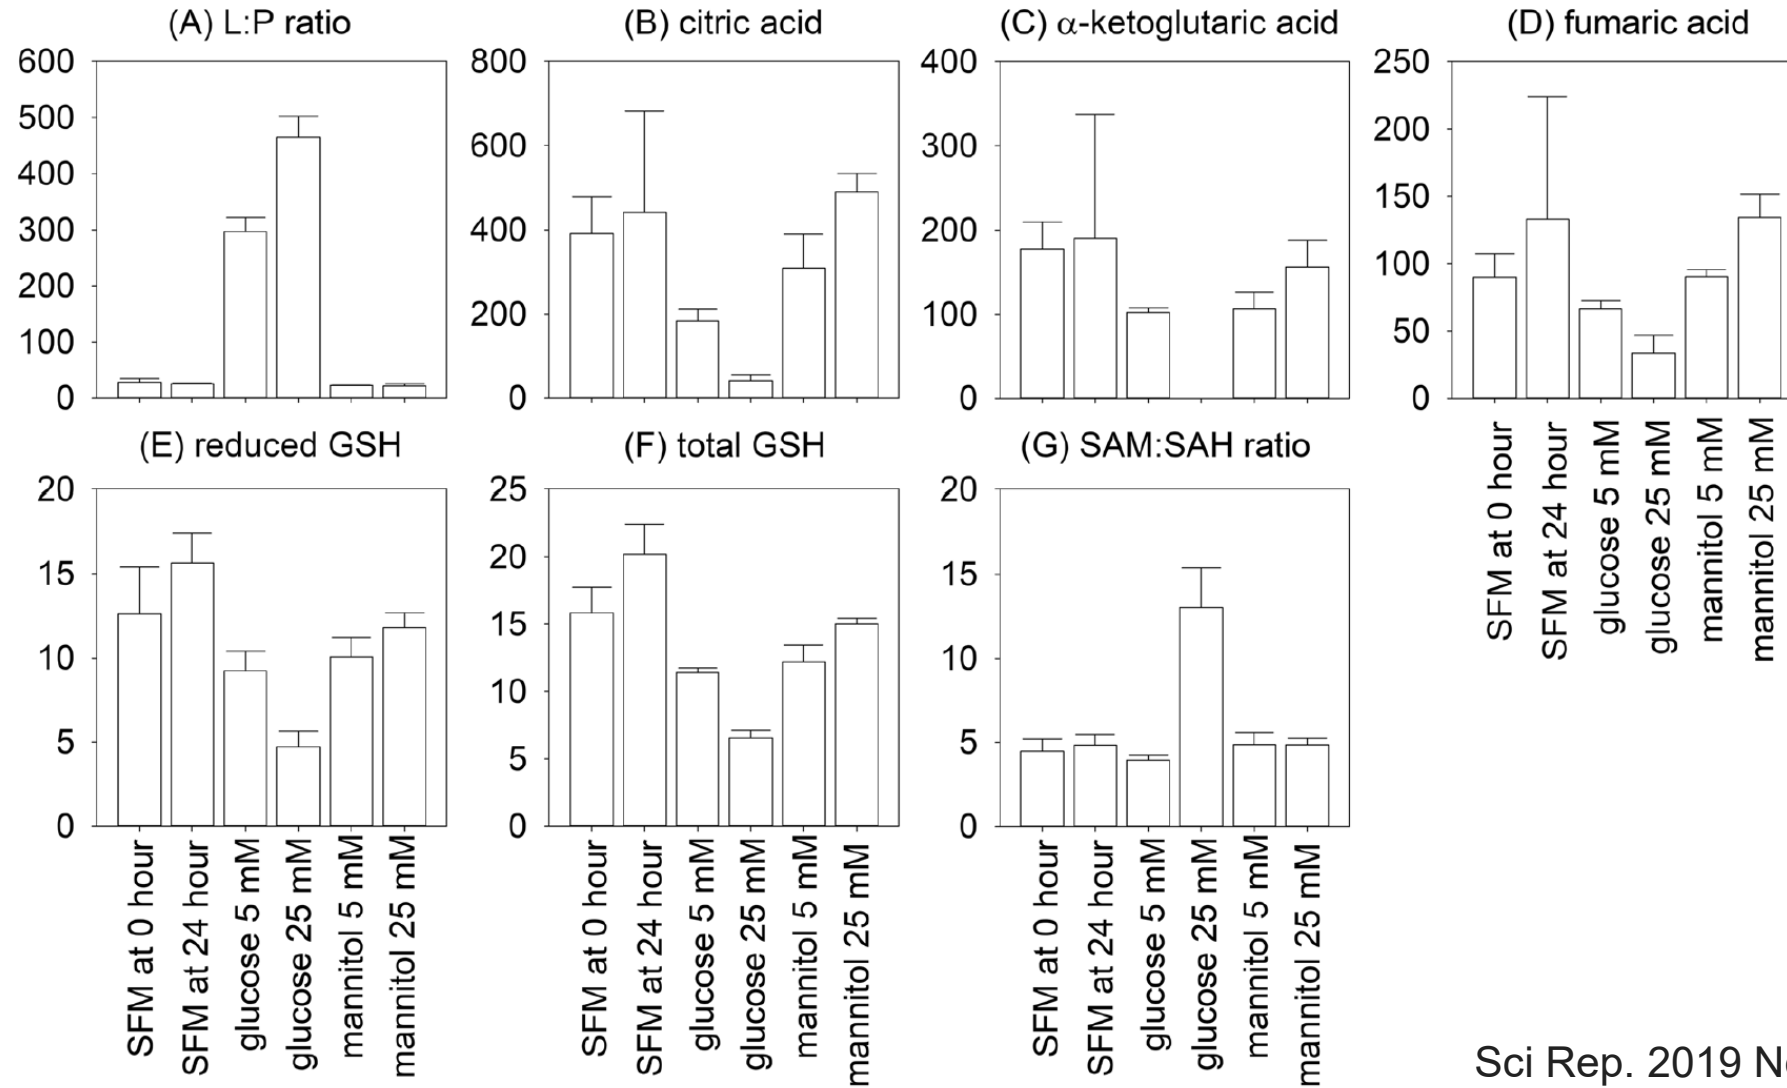 (A) L:P ratio
600
500
400
300
200
100
0
(B) citric acid
800
600
400
200
0
(C) α-ketoglutaric acid
400
300
200
100
0
(D) fumaric acid
250
200
150
100
50
0
SFM at 0 hour
SFM at 24 hour
glucose 5 mM
glucose 25 mM
mannitol 5 mM
mannitol 25 mM
(E) reduced GSH
20
15
10
5
0
SFM at 0 hour
SFM at 24 hour
glucose 5 mM
glucose 25 mM
mannitol 5 mM
mannitol 25 mM
(F) total GSH
25
20
15
10
5
0
SFM at 0 hour
SFM at 24 hour
glucose 5 mM
glucose 25 mM
mannitol 5 mM
mannitol 25 mM
(G) SAM:SAH ratio
20
15
10
5
0
SFM at 0 hour
SFM at 24 hour
glucose 5 mM
glucose 25 mM
mannitol 5 mM
mannitol 25 mM
Sci Rep. 2019